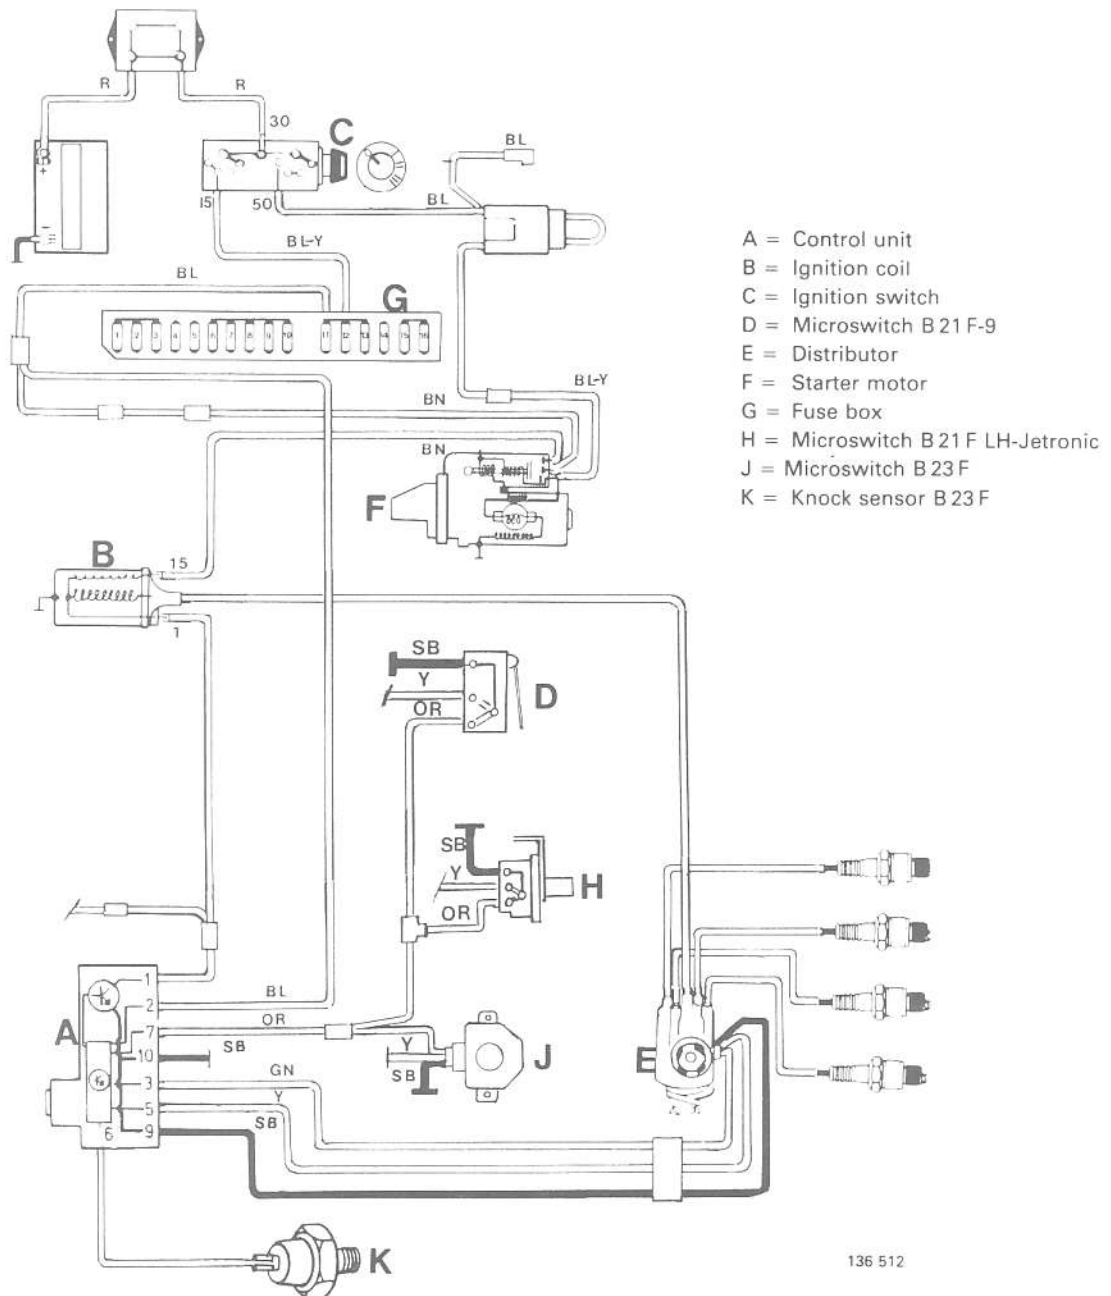 R
R
30
C
BL
+
15
50
BL
BL-Y
BL
G
1 2 3 4 5 6 7 8 9 10 11 12 13 14 15 16
BL-Y
BN
BN
F
B
15
1
A = Control unit
B = Ignition coil
C = Ignition switch
D = Microswitch B 21 F-9
E = Distributor
F = Starter motor
G = Fuse box
H = Microswitch B 21 F LH-Jetronic
J = Microswitch B 23 F
K = Knock sensor B 23 F
SB
Y
D
OR
SB
Y
H
OR
A
1
2
BL
7
OR
10
SB
3
GN
5
Y
9
SB
6
Y
SB
J
E
K
136 512